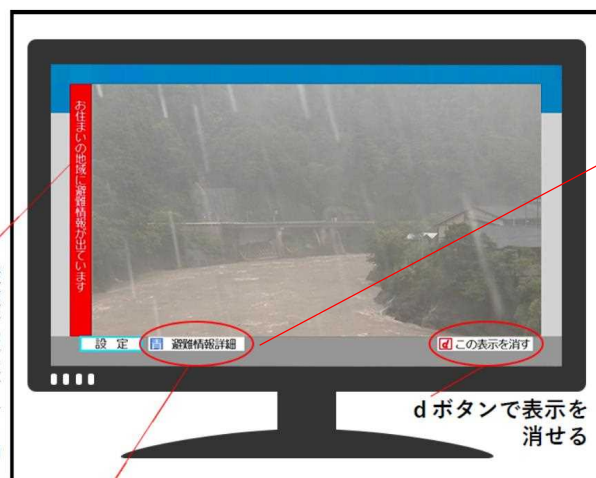 お住まいの地域に避難情報が出ています
設 定
青 避難情報詳細
d この表示を消す
dボタンで表示を
消せる